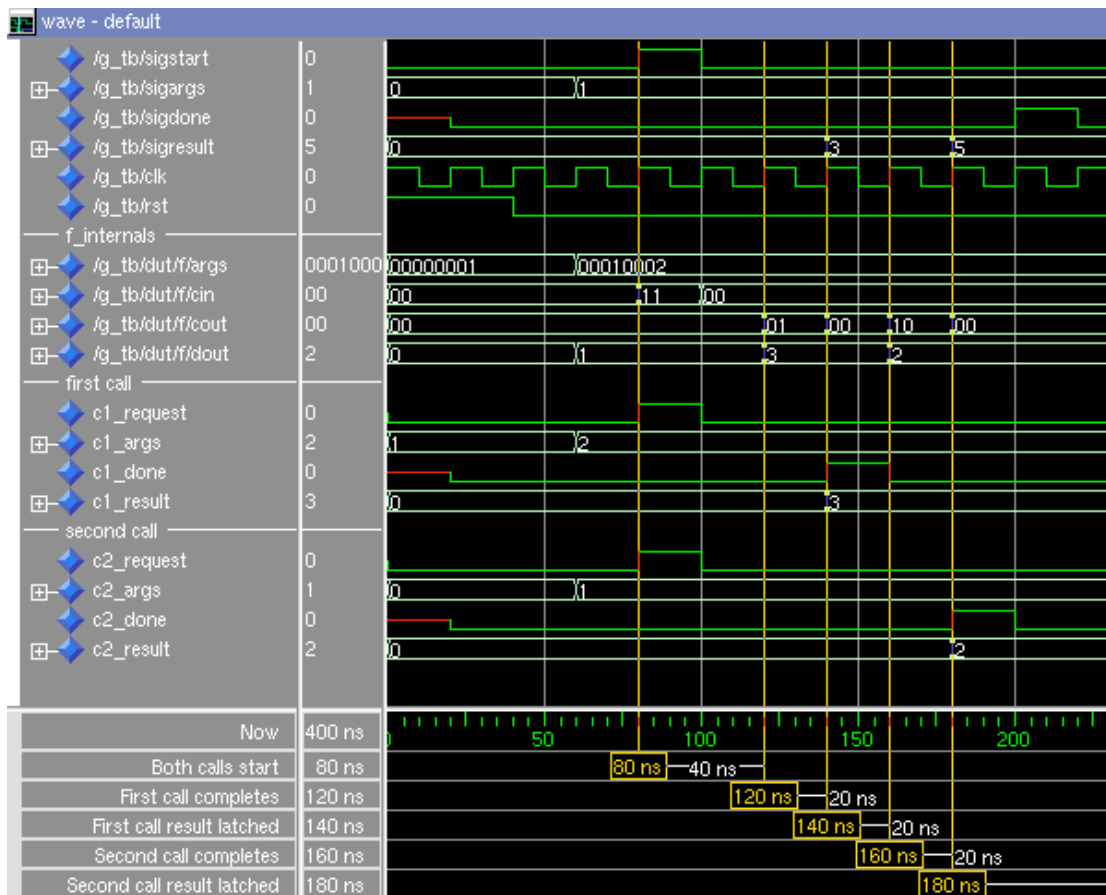 wave - default
/g_tb/sigstart 0
/g_tb/sigargs 1 0 1
/g_tb/sigdone 0
/g_tb/sigresult 5 0 3 5
/g_tb/clk 0
/g_tb/rst 0
f_internals
/g_tb/dut/f/args 0001000 00000001 00010002
/g_tb/dut/f/cin 00 00 11 00
/g_tb/dut/f/cout 00 00 01 00 10 00
/g_tb/dut/f/dout 2 0 1 3 2
first call
c1_request 0
c1_args 2 1 2
c1_done 0
c1_result 3 0 3
second call
c2_request 0
c2_args 1 0 1
c2_done 0
c2_result 2 0 2
Now 400 ns 50 100 150 200
Both calls start 80 ns 80 ns 40 ns
First call completes 120 ns 120 ns 20 ns
First call result latched 140 ns 140 ns 20 ns
Second call completes 160 ns 160 ns 20 ns
Second call result latched 180 ns 180 ns